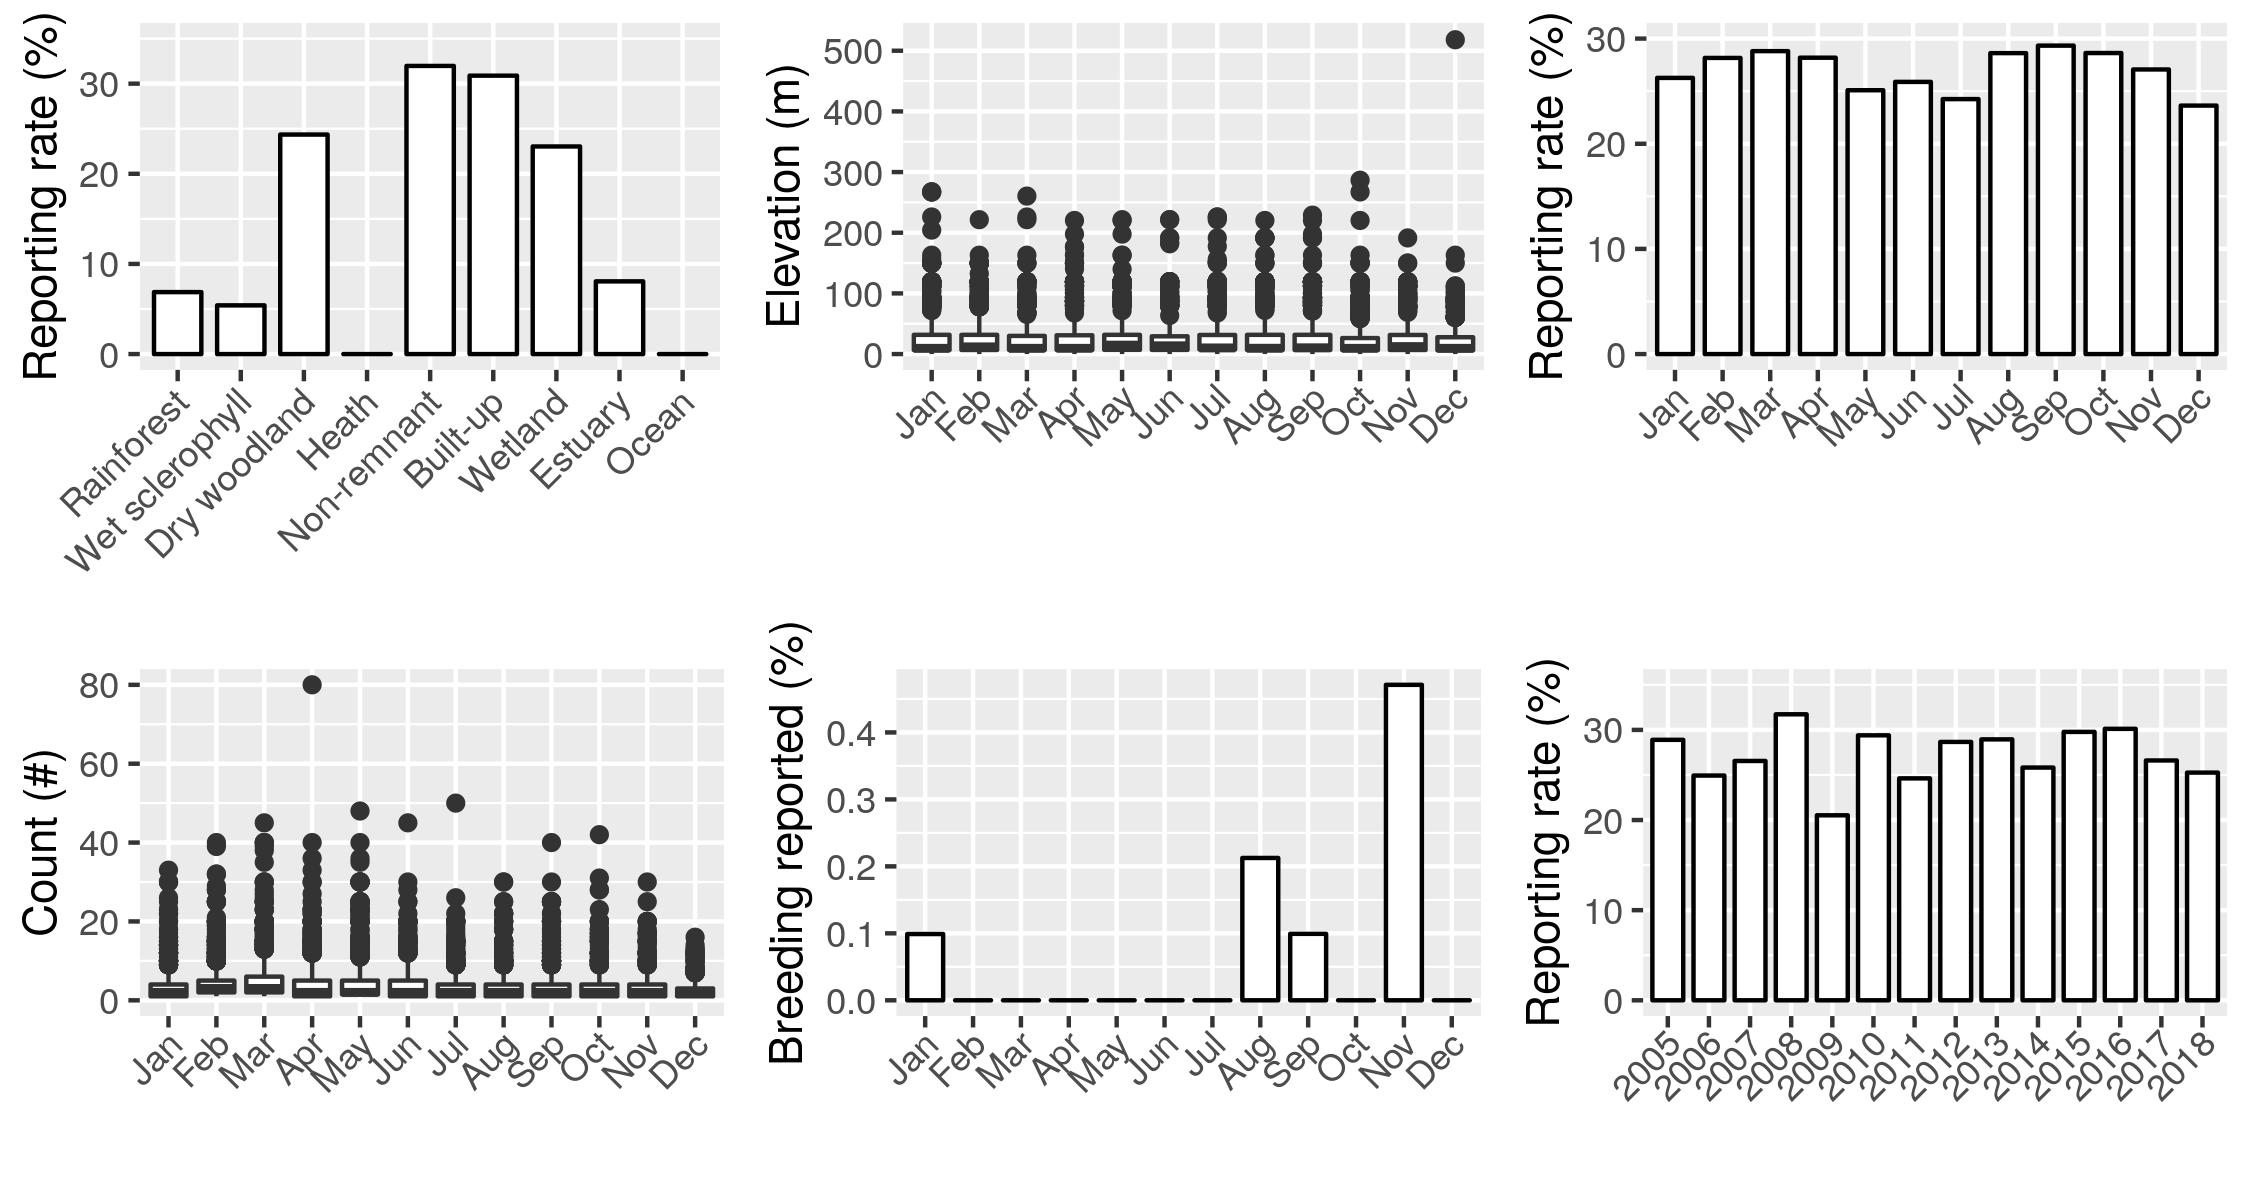 Reporting rate (%)
30
20
10
0
Rainforest
Wet sclerophyll
Dry woodland
Heath
Non-remnant
Built-up
Wetland
Estuary
Ocean
Elevation (m)
500
400
300
200
100
0
Jan
Feb
Mar
Apr
May
Jun
Jul
Aug
Sep
Oct
Nov
Dec
Reporting rate (%)
30
20
10
0
Jan
Feb
Mar
Apr
May
Jun
Jul
Aug
Sep
Oct
Nov
Dec
Count (#)
80
60
40
20
0
Jan
Feb
Mar
Apr
May
Jun
Jul
Aug
Sep
Oct
Nov
Dec
Breeding reported (%)
0.4
0.3
0.2
0.1
0.0
Jan
Feb
Mar
Apr
May
Jun
Jul
Aug
Sep
Oct
Nov
Dec
Reporting rate (%)
30
20
10
0
2005
2006
2007
2008
2009
2010
2011
2012
2013
2014
2015
2016
2017
2018